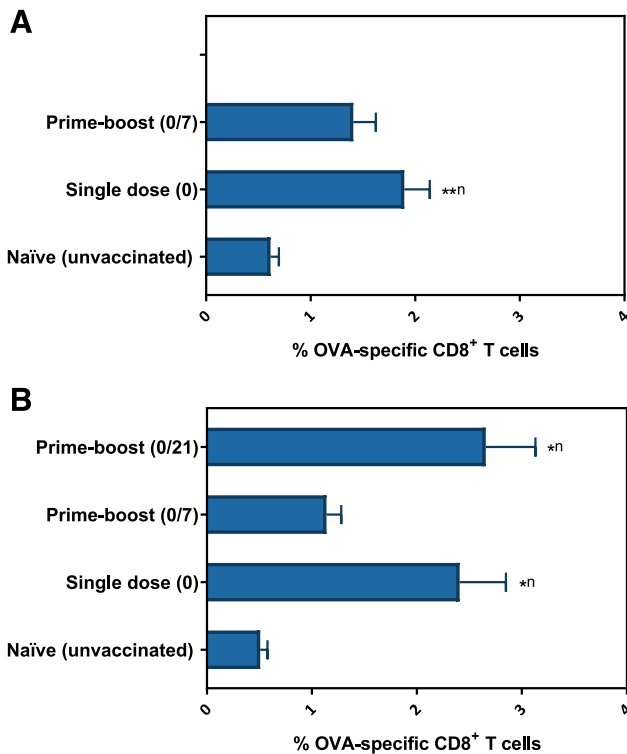 A
Prime-boost (0/7)
Single dose (0)
**n
Naïve (unvaccinated)
0 1 2 3 4
% OVA-specific CD8+ T cells
B
Prime-boost (0/21)
*n
Prime-boost (0/7)
Single dose (0)
*n
Naïve (unvaccinated)
0 1 2 3 4
% OVA-specific CD8+ T cells